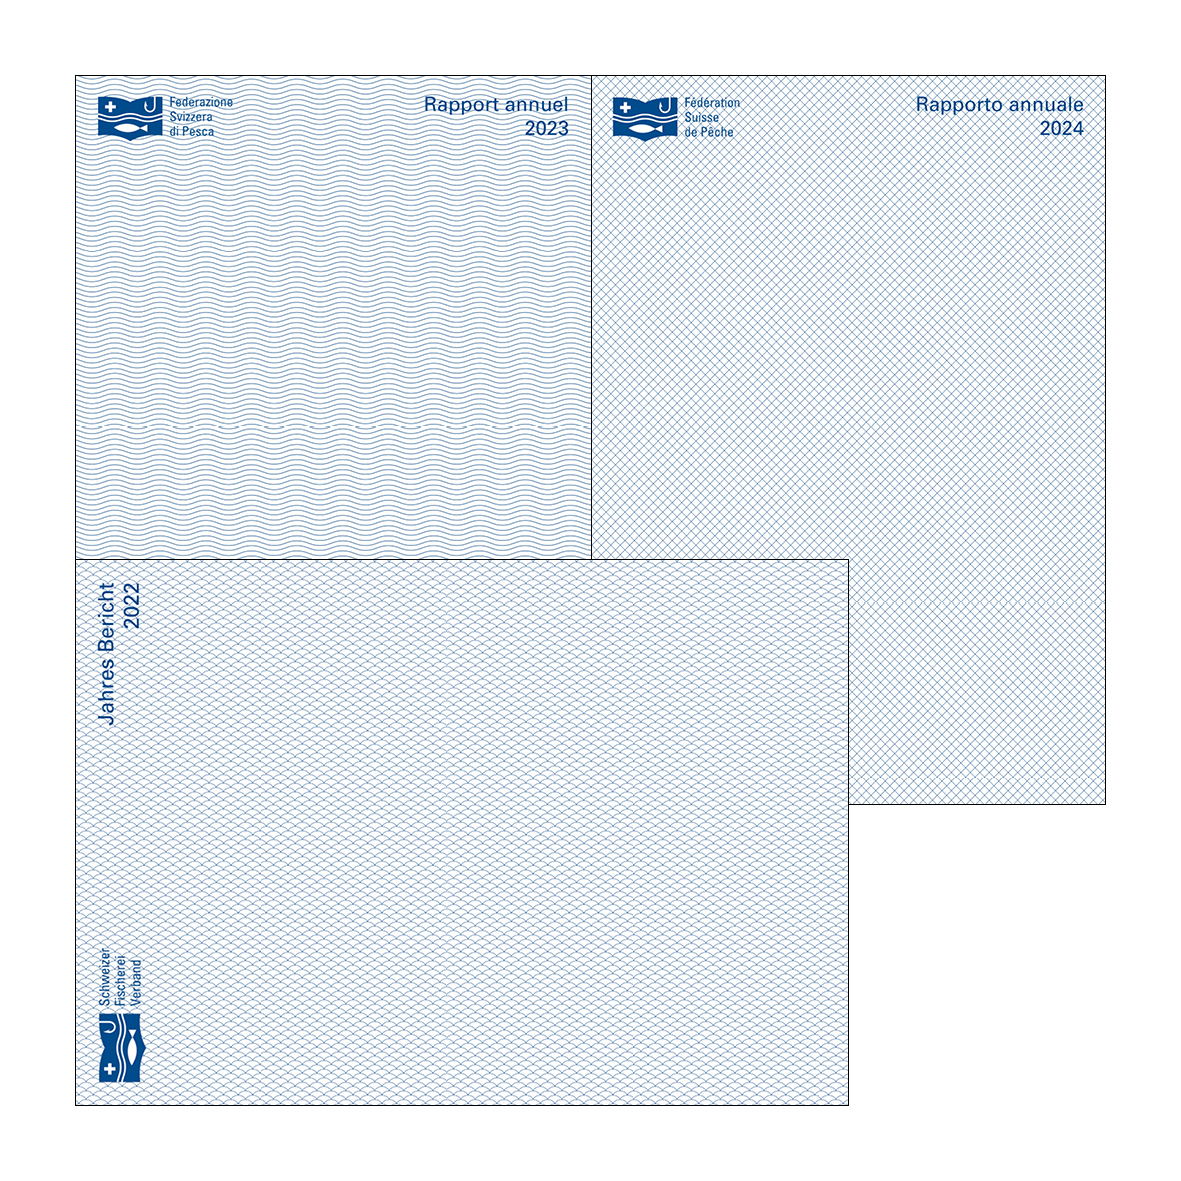 Federazione
Svizzera
di Pesca
Rapport annuel
2023
Fédération
Suisse
de Pêche
Rapporto annuale
2024
Jahres Bericht
2022
Schweizer
Fischerei
Verband